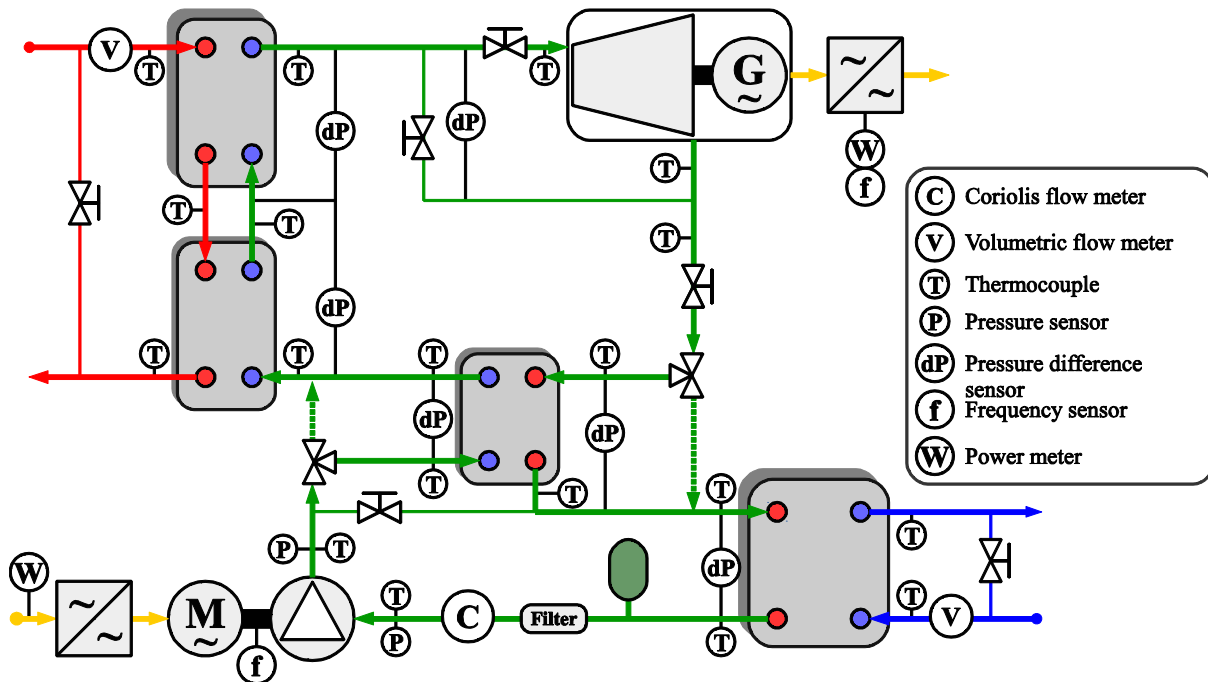 V
T
T
T
G
~
~
~
dP
dP
W
T
f
T
T
T
T
C Coriolis flow meter
V Volumetric flow meter
T Thermocouple
P Pressure sensor
dP Pressure difference
sensor
f Frequency sensor
W Power meter
dP
T
T
T
T
dP
dP
T
T
T
T
P
T
dP
T
W
~
~
M
~
f
T
P
C
Filter
T
T
V